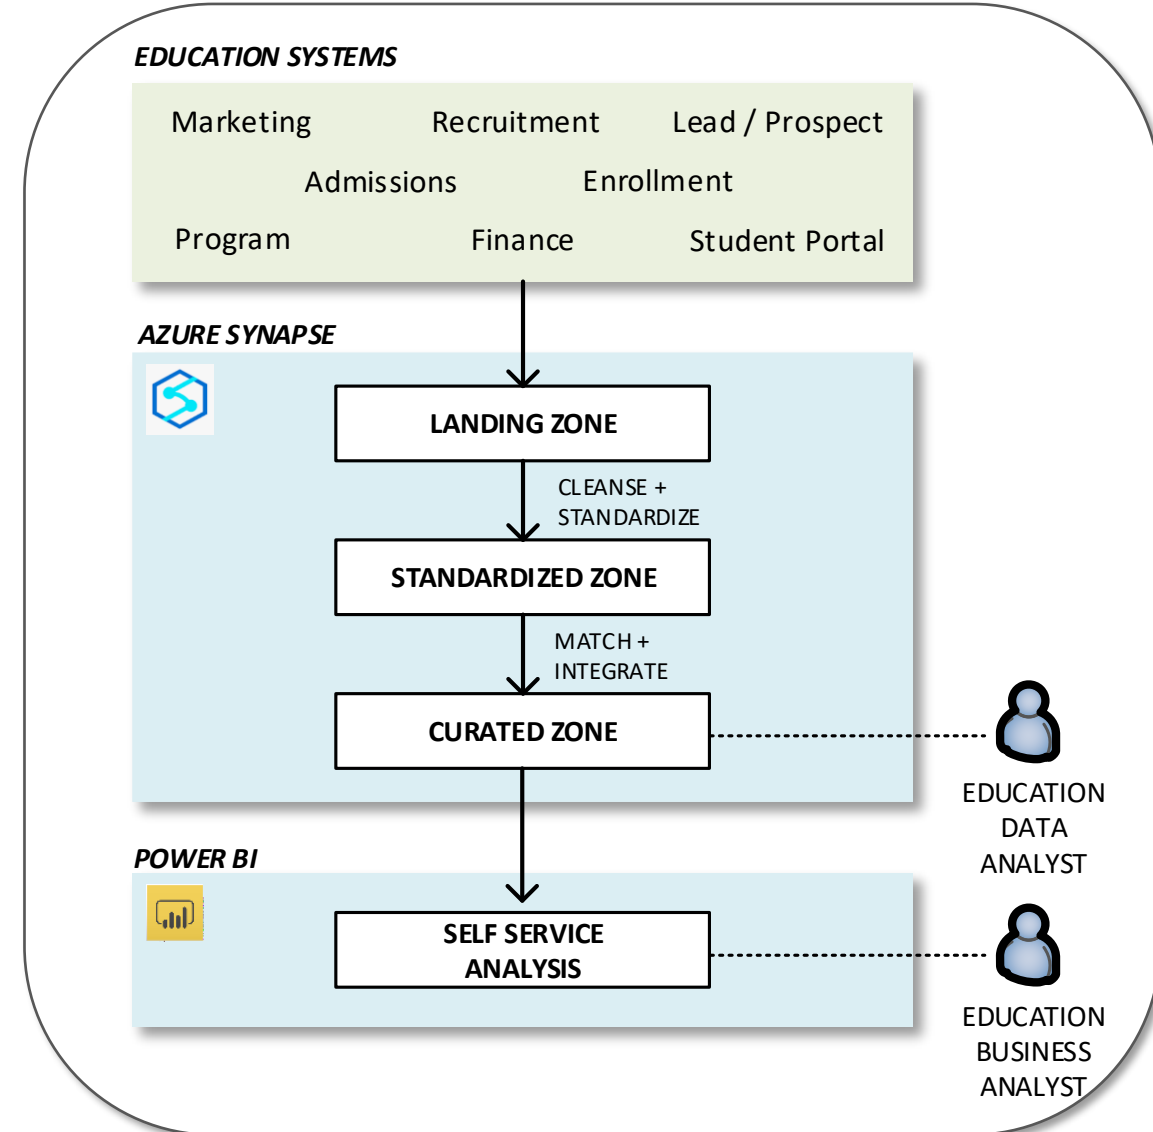 EDUCATION SYSTEMS
Marketing Recruitment Lead / Prospect
Admissions Enrollment
Program Finance Student Portal
AZURE SYNAPSE
LANDING ZONE
CLEANSE +
STANDARDIZE
STANDARDIZED ZONE
MATCH +
INTEGRATE
CURATED ZONE
EDUCATION
DATA
ANALYST
POWER BI
SELF SERVICE
ANALYSIS
EDUCATION
BUSINESS
ANALYST